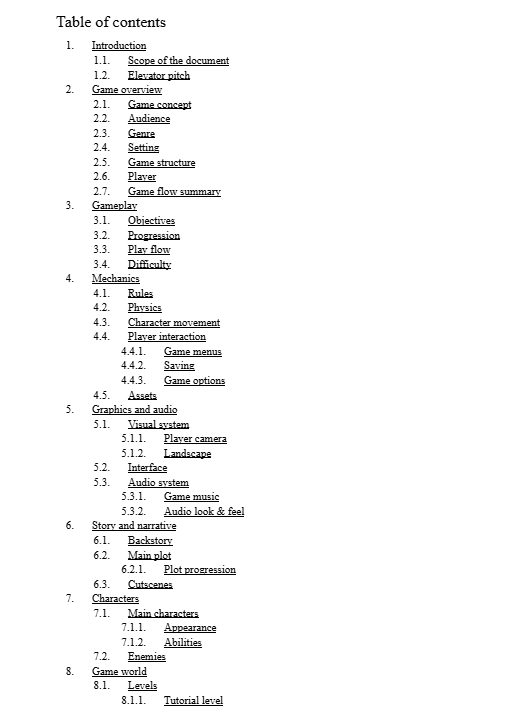 Table of contents
1. Introduction
1.1. Scope of the document
1.2. Elevator pitch
2. Game overview
2.1. Game concept
2.2. Audience
2.3. Genre
2.4. Setting
2.5. Game structure
2.6. Player
2.7. Game flow summary
3. Gameplay
3.1. Objectives
3.2. Progression
3.3. Play flow
3.4. Difficulty
4. Mechanics
4.1. Rules
4.2. Physics
4.3. Character movement
4.4. Player interaction
4.4.1. Game menus
4.4.2. Saving
4.4.3. Game options
4.5. Assets
5. Graphics and audio
5.1. Visual system
5.1.1. Player camera
5.1.2. Landscape
5.2. Interface
5.3. Audio system
5.3.1. Game music
5.3.2. Audio look & feel
6. Story and narrative
6.1. Backstory
6.2. Main plot
6.2.1. Plot progression
6.3. Cutscenes
7. Characters
7.1. Main characters
7.1.1. Appearance
7.1.2. Abilities
7.2. Enemies
8. Game world
8.1. Levels
8.1.1. Tutorial level